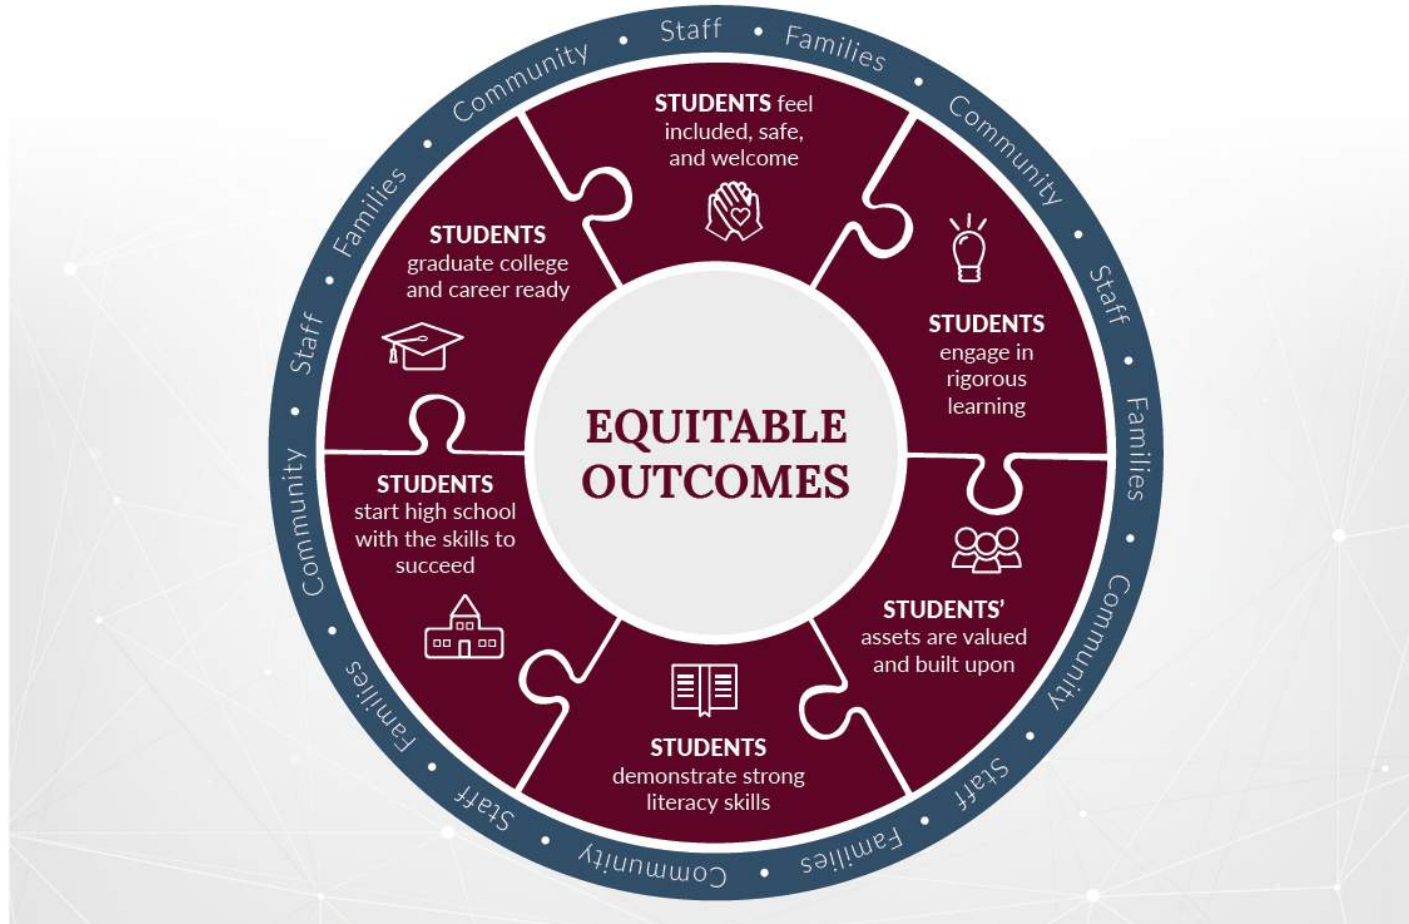 Staff • Families • Community • Staff • Families • Community • Staff • Families • Community • Staff • Families • Community • Staff • Families • Community •
STUDENTS feel
included, safe,
and welcome
STUDENTS
engage in
rigorous
learning
STUDENTS’
assets are valued
and built upon
STUDENTS
demonstrate strong
literacy skills
STUDENTS
start high school
with the skills to
succeed
STUDENTS
graduate college
and career ready
EQUITABLE
OUTCOMES